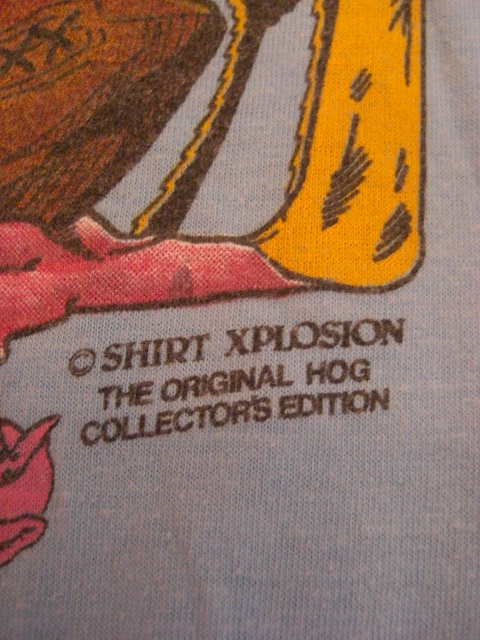 © SHIRT XPLOSION
THE ORIGINAL HOG
COLLECTOR'S EDITION